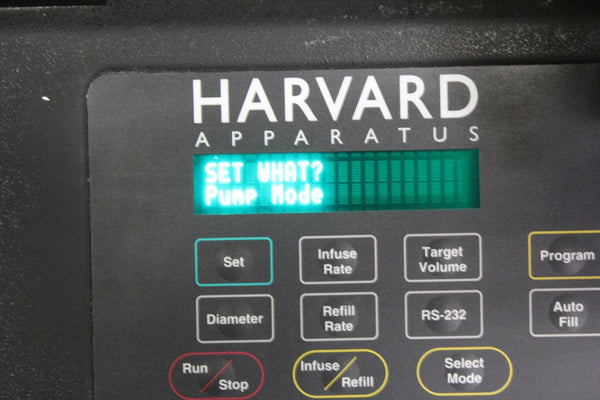 HARVARD
APPARATUS
SET WHAT?
Pump Mode
Set
Infuse
Rate
Target
Volume
Program
Diameter
Refill
Rate
RS-232
Auto
Fill
Run
Stop
Infuse
Refill
Select
Mode